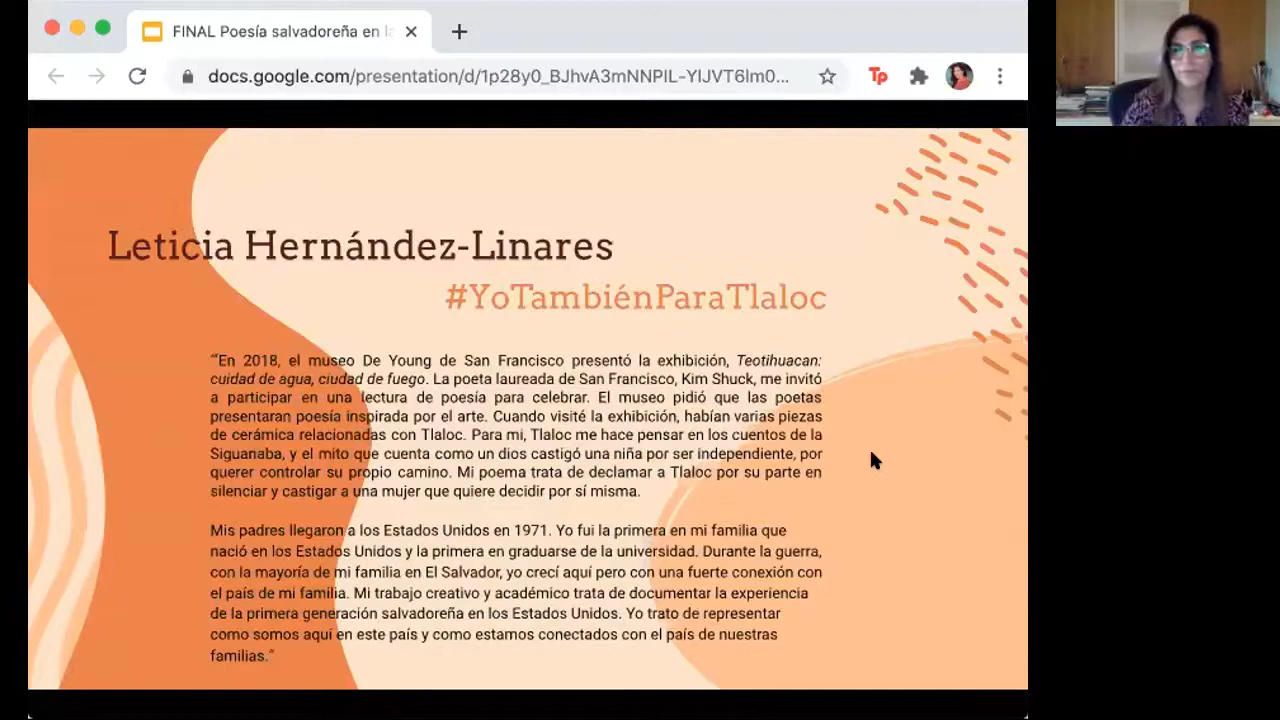 FINAL Poesía salvadoreña en la
docs.google.com/presentation/d/1p28y0_BJhvA3mNNPIL-YIJVT6lm0...
Tp
Leticia Hernández-Linares
#YoTambiénParaTlaloc
"“En 2018, el museo De Young de San Francisco presentó la exhibición, Teotihuacan:
cuidad de agua, ciudad de fuego. La poeta laureada de San Francisco, Kim Shuck, me invitó
a participar en una lectura de poesía para celebrar. El museo pidió que las poetas
presentaran poesía inspirada por el arte. Cuando visité la exhibición, habían varias piezas
de cerámica relacionadas con Tlaloc. Para mi, Tlaloc me hace pensar en los cuentos de la
Siguanaba, y el mito que cuenta como un dios castigó una niña por ser independiente, por
querer controlar su propio camino. Mi poema trata de declamar a Tlaloc por su parte en
silenciar y castigar a una mujer que quiere decidir por sí misma.
Mis padres llegaron a los Estados Unidos en 1971. Yo fui la primera en mi familia que
nació en los Estados Unidos y la primera en graduarse de la universidad. Durante la guerra,
con la mayoría de mi familia en El Salvador, yo crecí aquí pero con una fuerte conexión con
el país de mi familia. Mi trabajo creativo y académico trata de documentar la experiencia
de la primera generación salvadoreña en los Estados Unidos. Yo trato de representar
como somos aquí en este país y como estamos conectados con el país de nuestras
familias.”